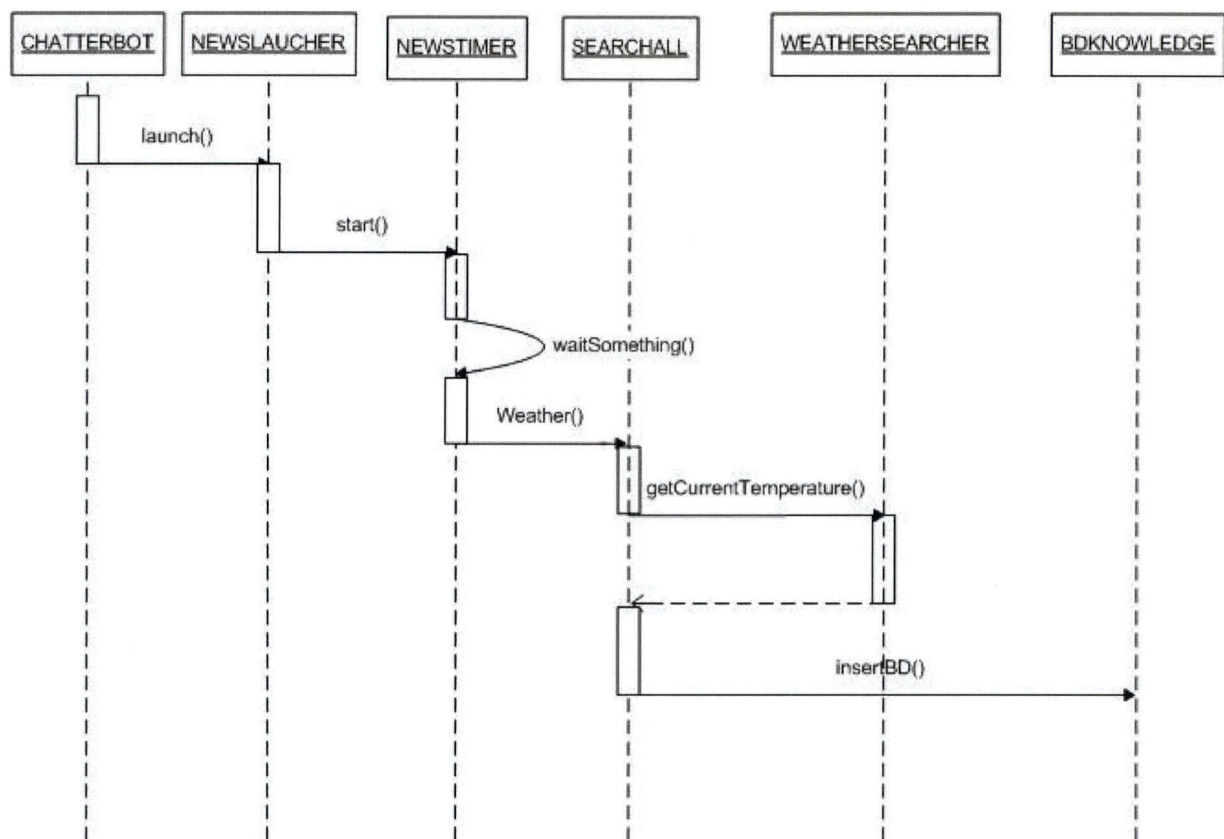 CHATTERBOT
NEWSLAUCHER
NEWSTIMER
SEARCHALL
WEATHERSEARCHER
BDKNOWLEDGE
launch()
start()
waitSomething()
Weather()
getCurrentTemperature()
insertBD()